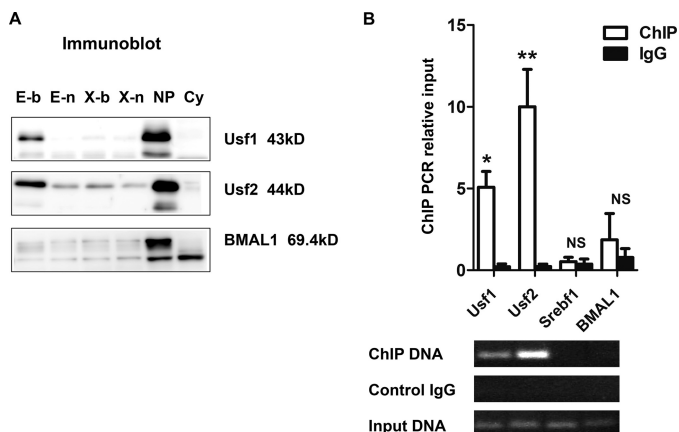 A
Immunoblot
E-b E-n X-b X-n NP Cy
Usf1 43kD
Usf2 44kD
BMAL1 69.4kD
B
ChIP
IgG
ChIP PCR relative input
15
10
5
0
*
**
NS
NS
Usf1
Usf2
Srebf1
BMAL1
ChIP DNA
Control IgG
Input DNA